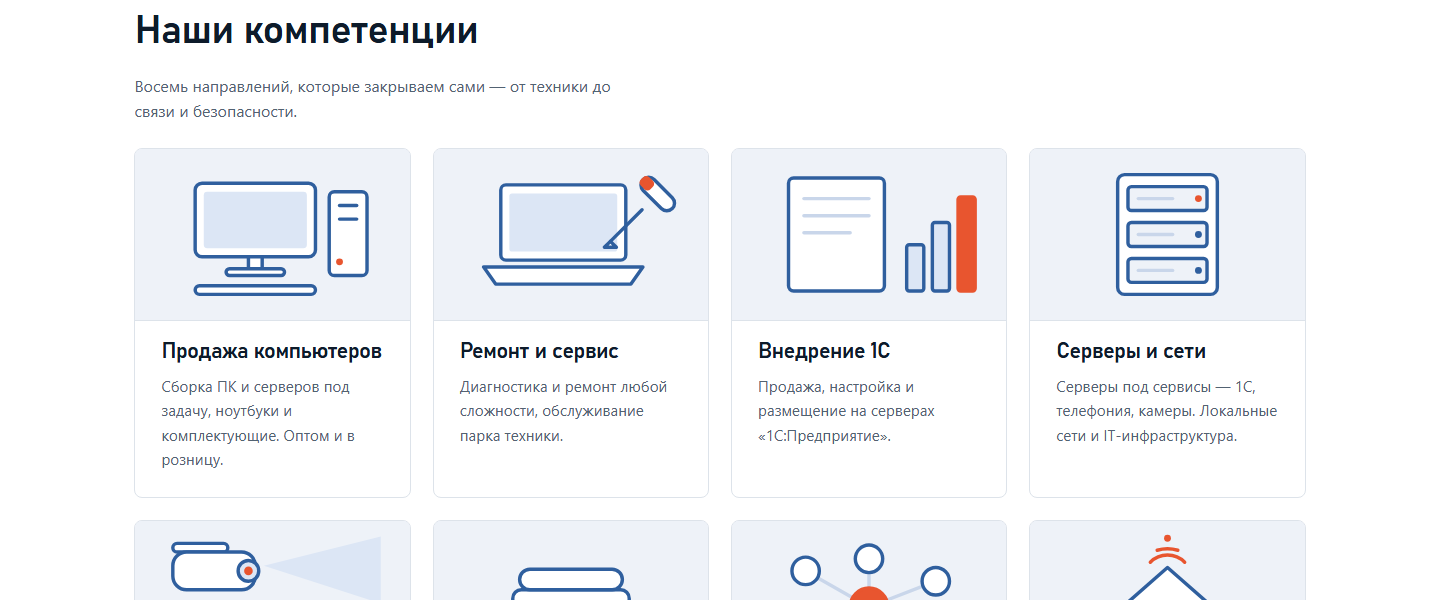 Наши компетенции
Восемь направлений, которые закрываем сами — от техники до
связи и безопасности.
Продажа компьютеров
Сборка ПК и серверов под
задачу, ноутбуки и
комплектующие. Оптом и в
розницу.
Ремонт и сервис
Диагностика и ремонт любой
сложности, обслуживание
парка техники.
Внедрение 1С
Продажа, настройка и
размещение на серверах
«1С:Предприятие».
Серверы и сети
Серверы под сервисы — 1С,
телефония, камеры. Локальные
сети и IT-инфраструктура.